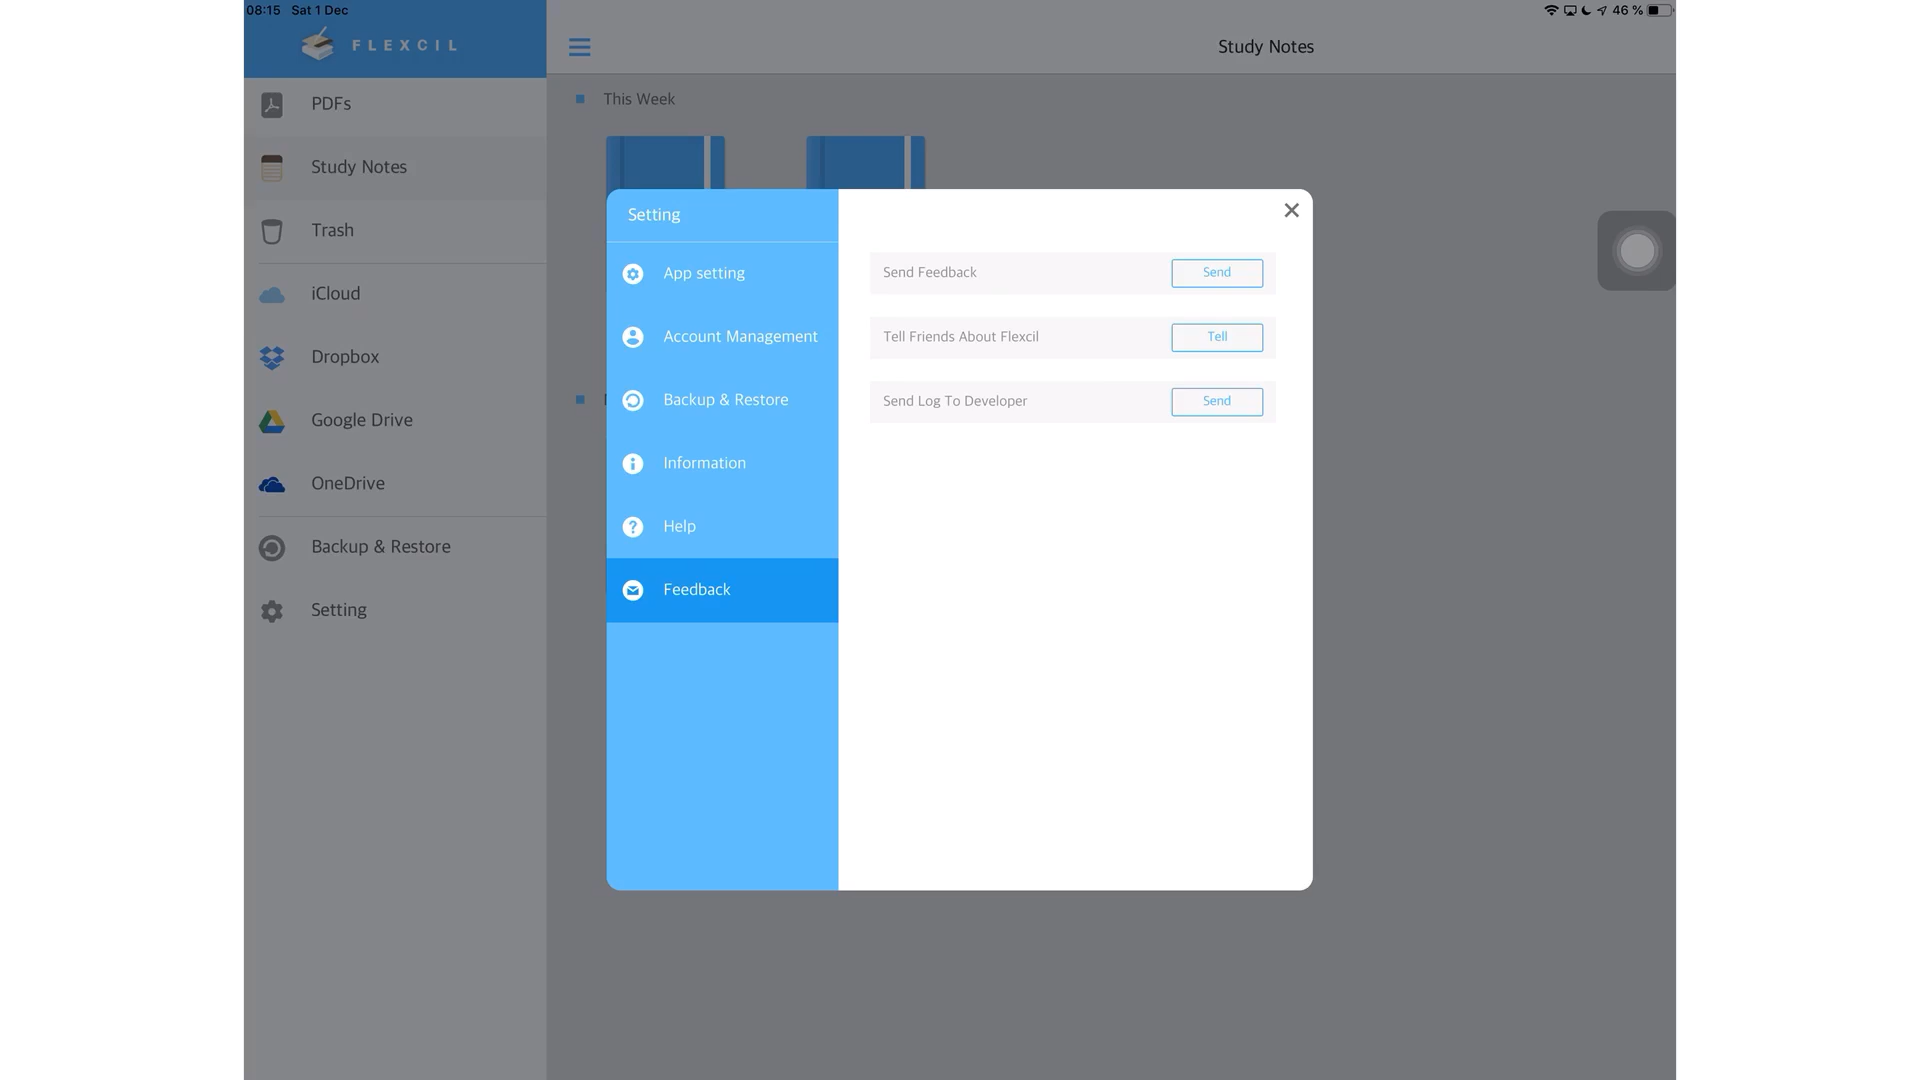 08:15 Sat 1 Dec
46 %
FLEXCIL
Study Notes
PDFs
Study Notes
Trash
iCloud
Dropbox
Google Drive
OneDrive
Backup & Restore
Setting
This Week
Setting
App setting
Account Management
Backup & Restore
Information
Help
Feedback
Send Feedback
Send
Tell Friends About Flexcil
Tell
Send Log To Developer
Send